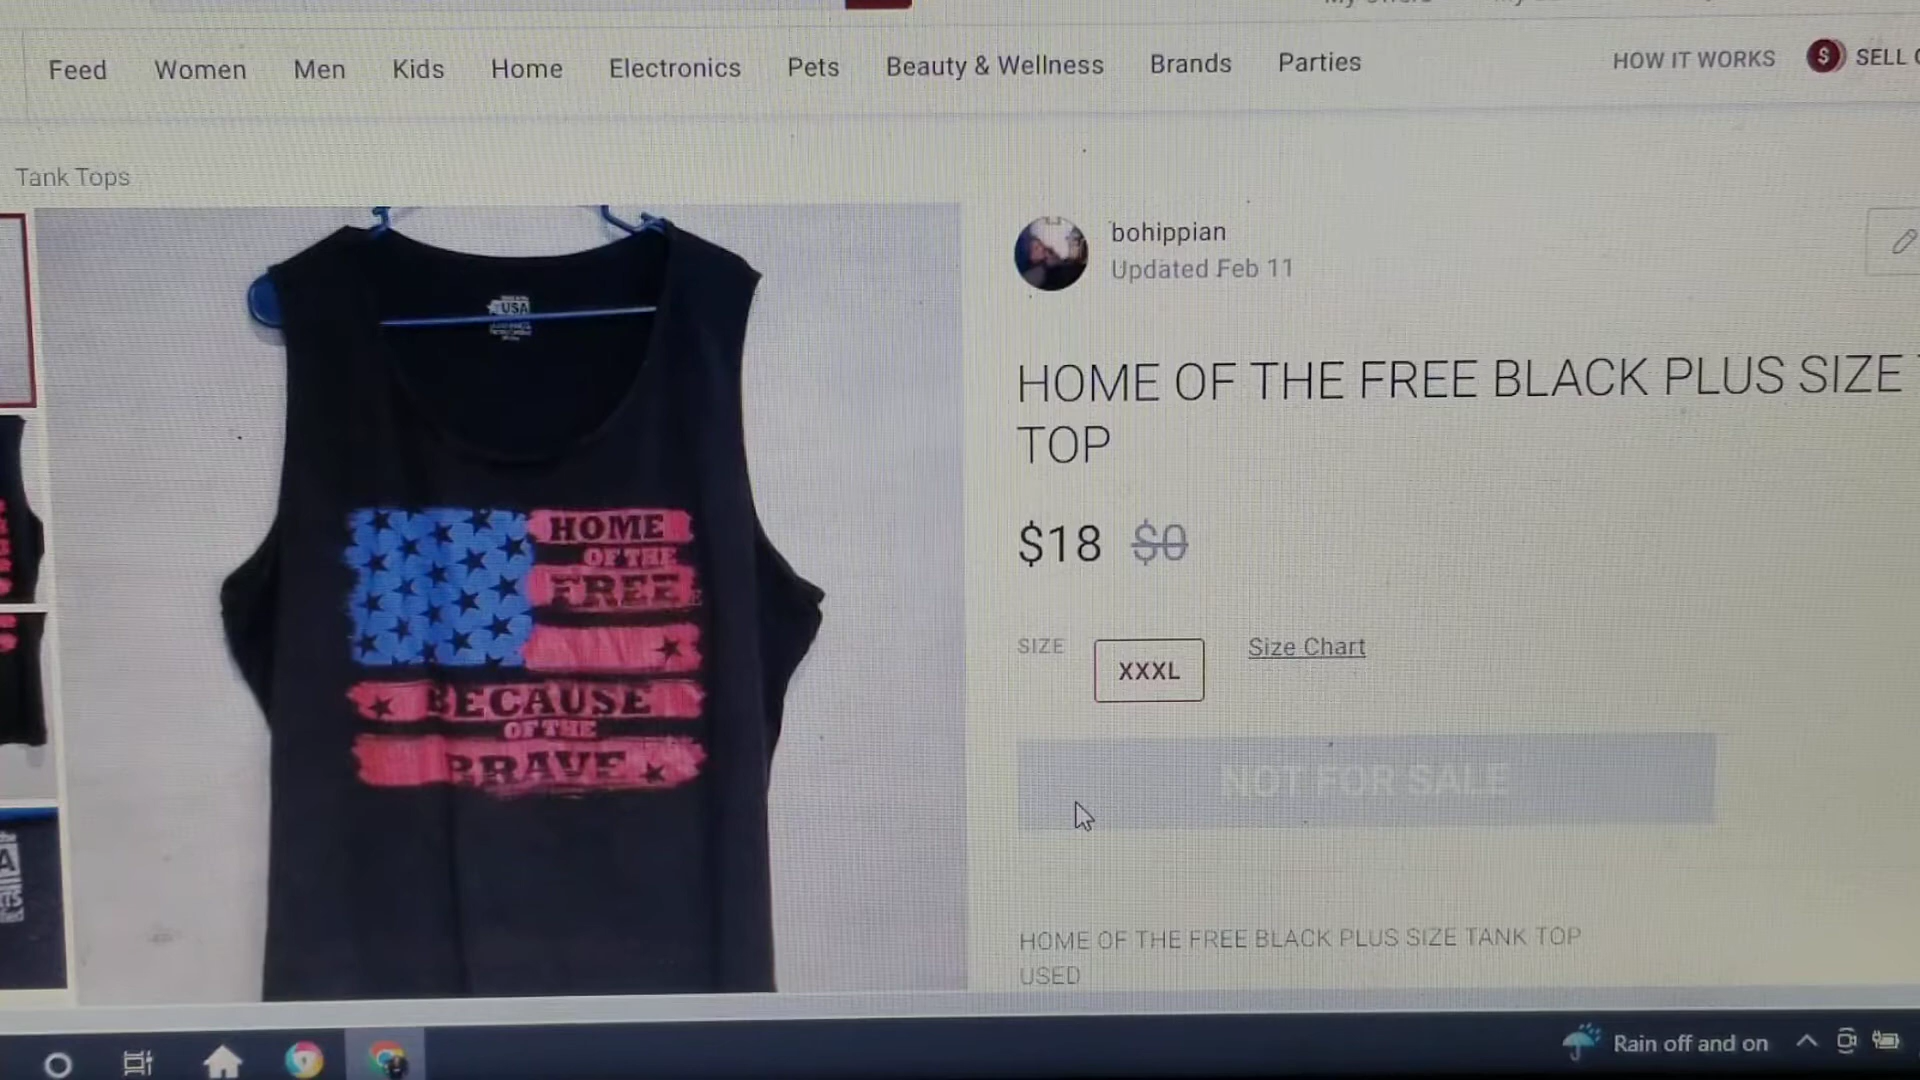 Feed Women Men Kids Home Electronics Pets Beauty & Wellness Brands Parties HOW IT WORKS $ SELL
Tank Tops
bohippian
Updated Feb 11
HOME OF THE FREE BLACK PLUS SIZE
TOP
$18 $0
SIZE XXXL Size Chart
NOT FOR SALE
HOME OF THE FREE BLACK PLUS SIZE TANK TOP
USED
USA
HOME
OF THE
FREE
BECAUSE
OF THE
BRAVE
Rain off and on